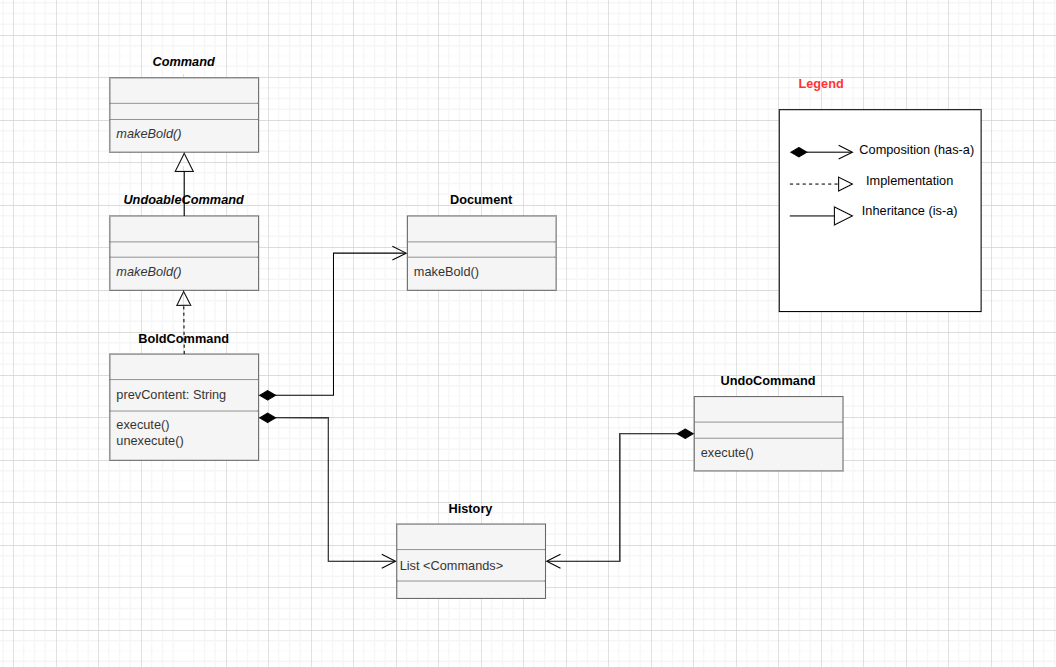 Command
makeBold()
UndoableCommand
makeBold()
BoldCommand
prevContent: String
execute()
unexecute()
Document
makeBold()
History
List <Commands>
UndoCommand
execute()
Legend
Composition (has-a)
Implementation
Inheritance (is-a)